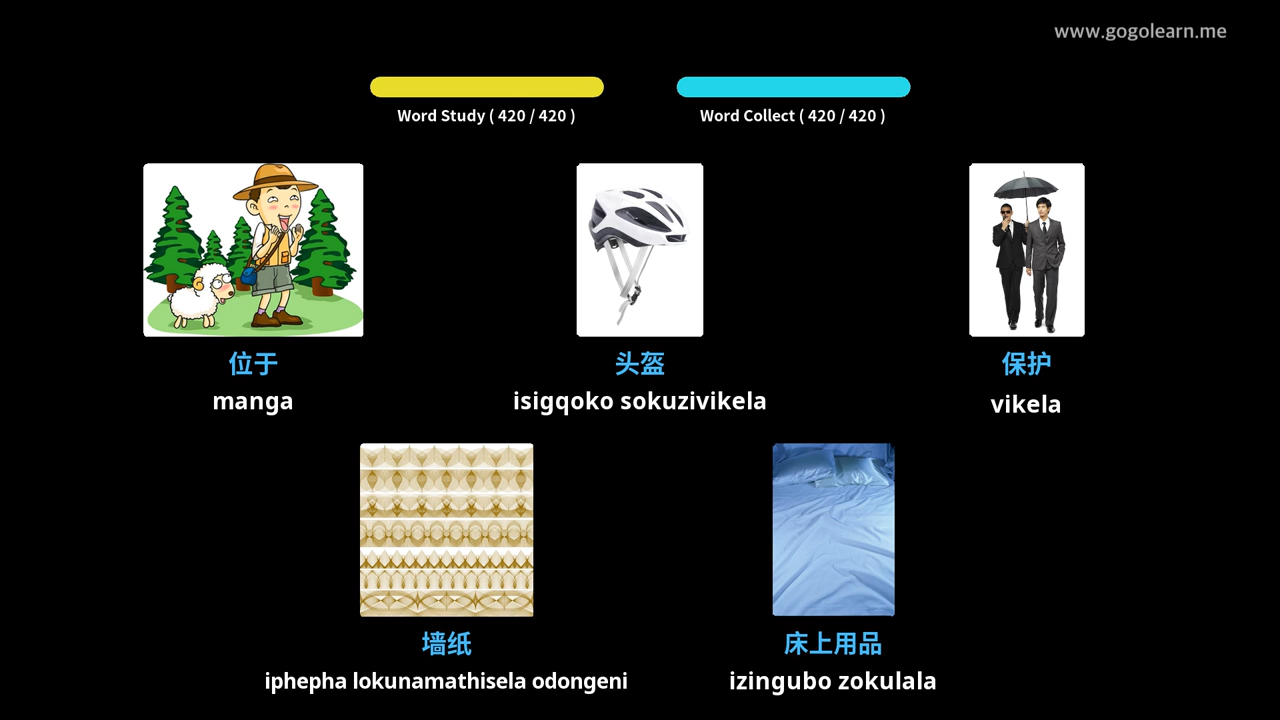 www.gogolearn.me
Word Study ( 420 / 420 )
Word Collect ( 420 / 420 )
位于
manga
头盔
isigqoko sokuzivikela
保护
vikela
墙纸
iphepha lokunamathisela odongeni
床上用品
izingubo zokulala